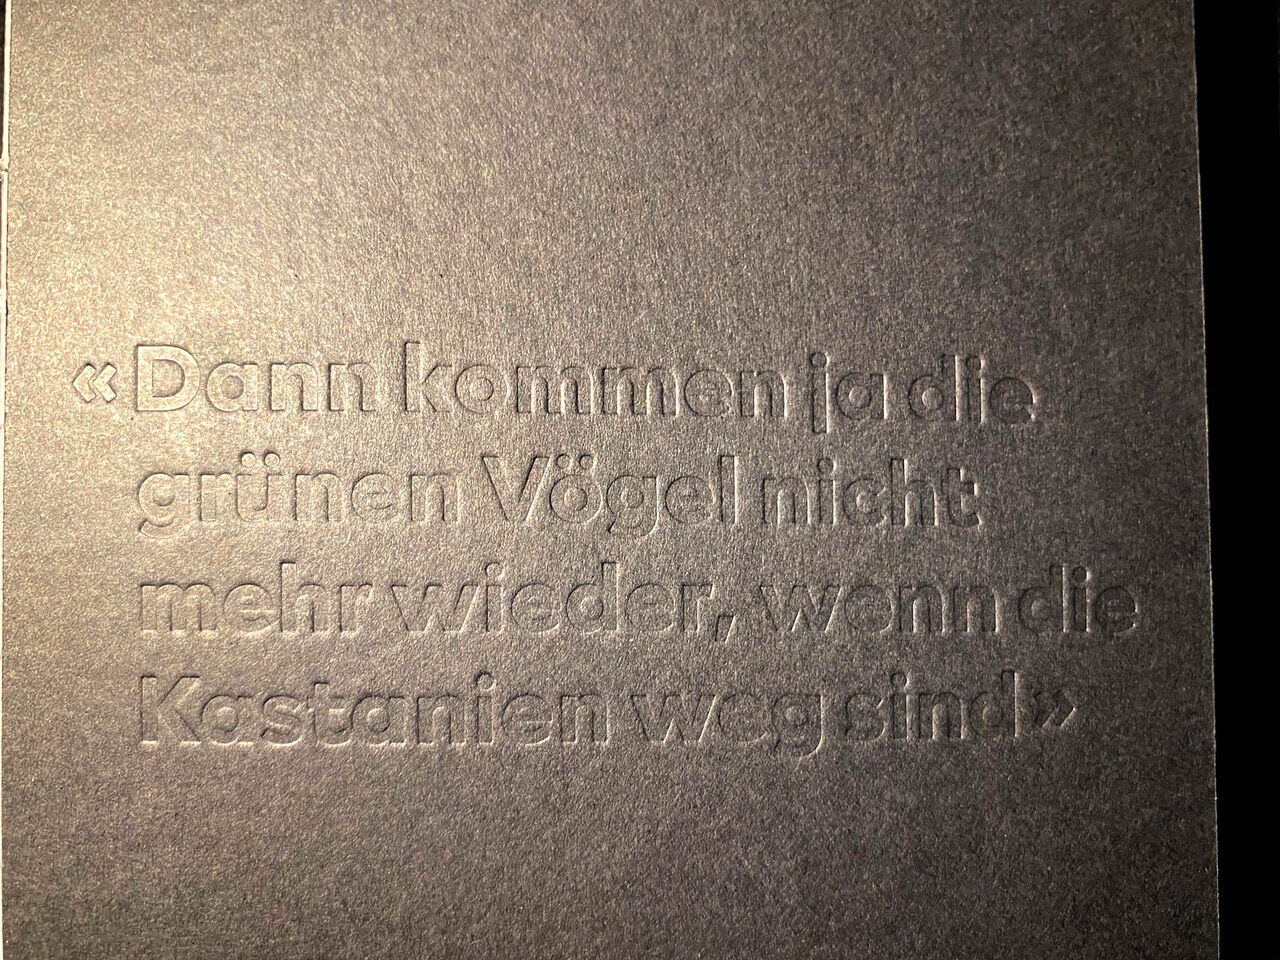 «Dann kommen ja die
grünen Vögel nicht
mehr wieder, wenn die
Kastanien weg sind»